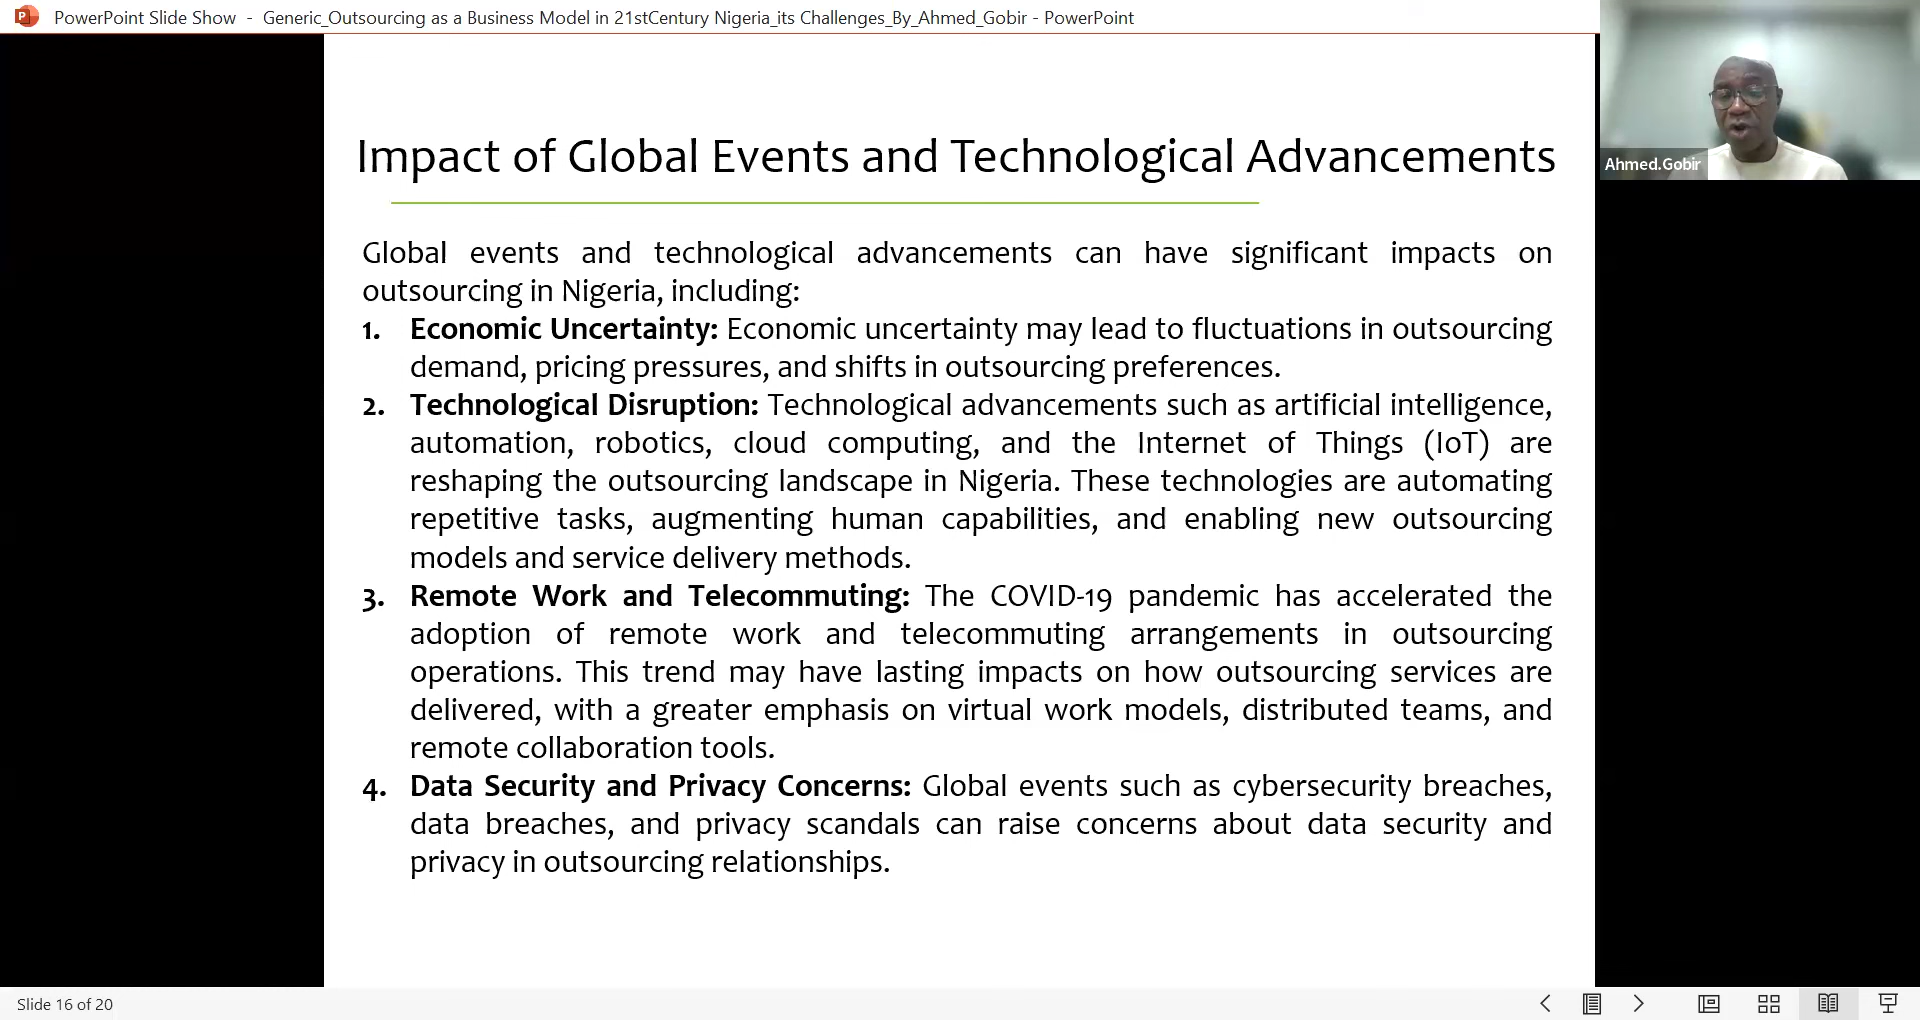 PowerPoint Slide Show - Generic_Outsourcing as a Business Model in 21stCentury Nigeria_its Challenges_By_Ahmed_Gobir - PowerPoint
Ahmed.Gobir
Impact of Global Events and Technological Advancements
Global events and technological advancements can have significant impacts on
outsourcing in Nigeria, including:
1. Economic Uncertainty: Economic uncertainty may lead to fluctuations in outsourcing
demand, pricing pressures, and shifts in outsourcing preferences.
2. Technological Disruption: Technological advancements such as artificial intelligence,
automation, robotics, cloud computing, and the Internet of Things (IoT) are
reshaping the outsourcing landscape in Nigeria. These technologies are automating
repetitive tasks, augmenting human capabilities, and enabling new outsourcing
models and service delivery methods.
3. Remote Work and Telecommuting: The COVID-19 pandemic has accelerated the
adoption of remote work and telecommuting arrangements in outsourcing
operations. This trend may have lasting impacts on how outsourcing services are
delivered, with a greater emphasis on virtual work models, distributed teams, and
remote collaboration tools.
4. Data Security and Privacy Concerns: Global events such as cybersecurity breaches,
data breaches, and privacy scandals can raise concerns about data security and
privacy in outsourcing relationships.
Slide 16 of 20